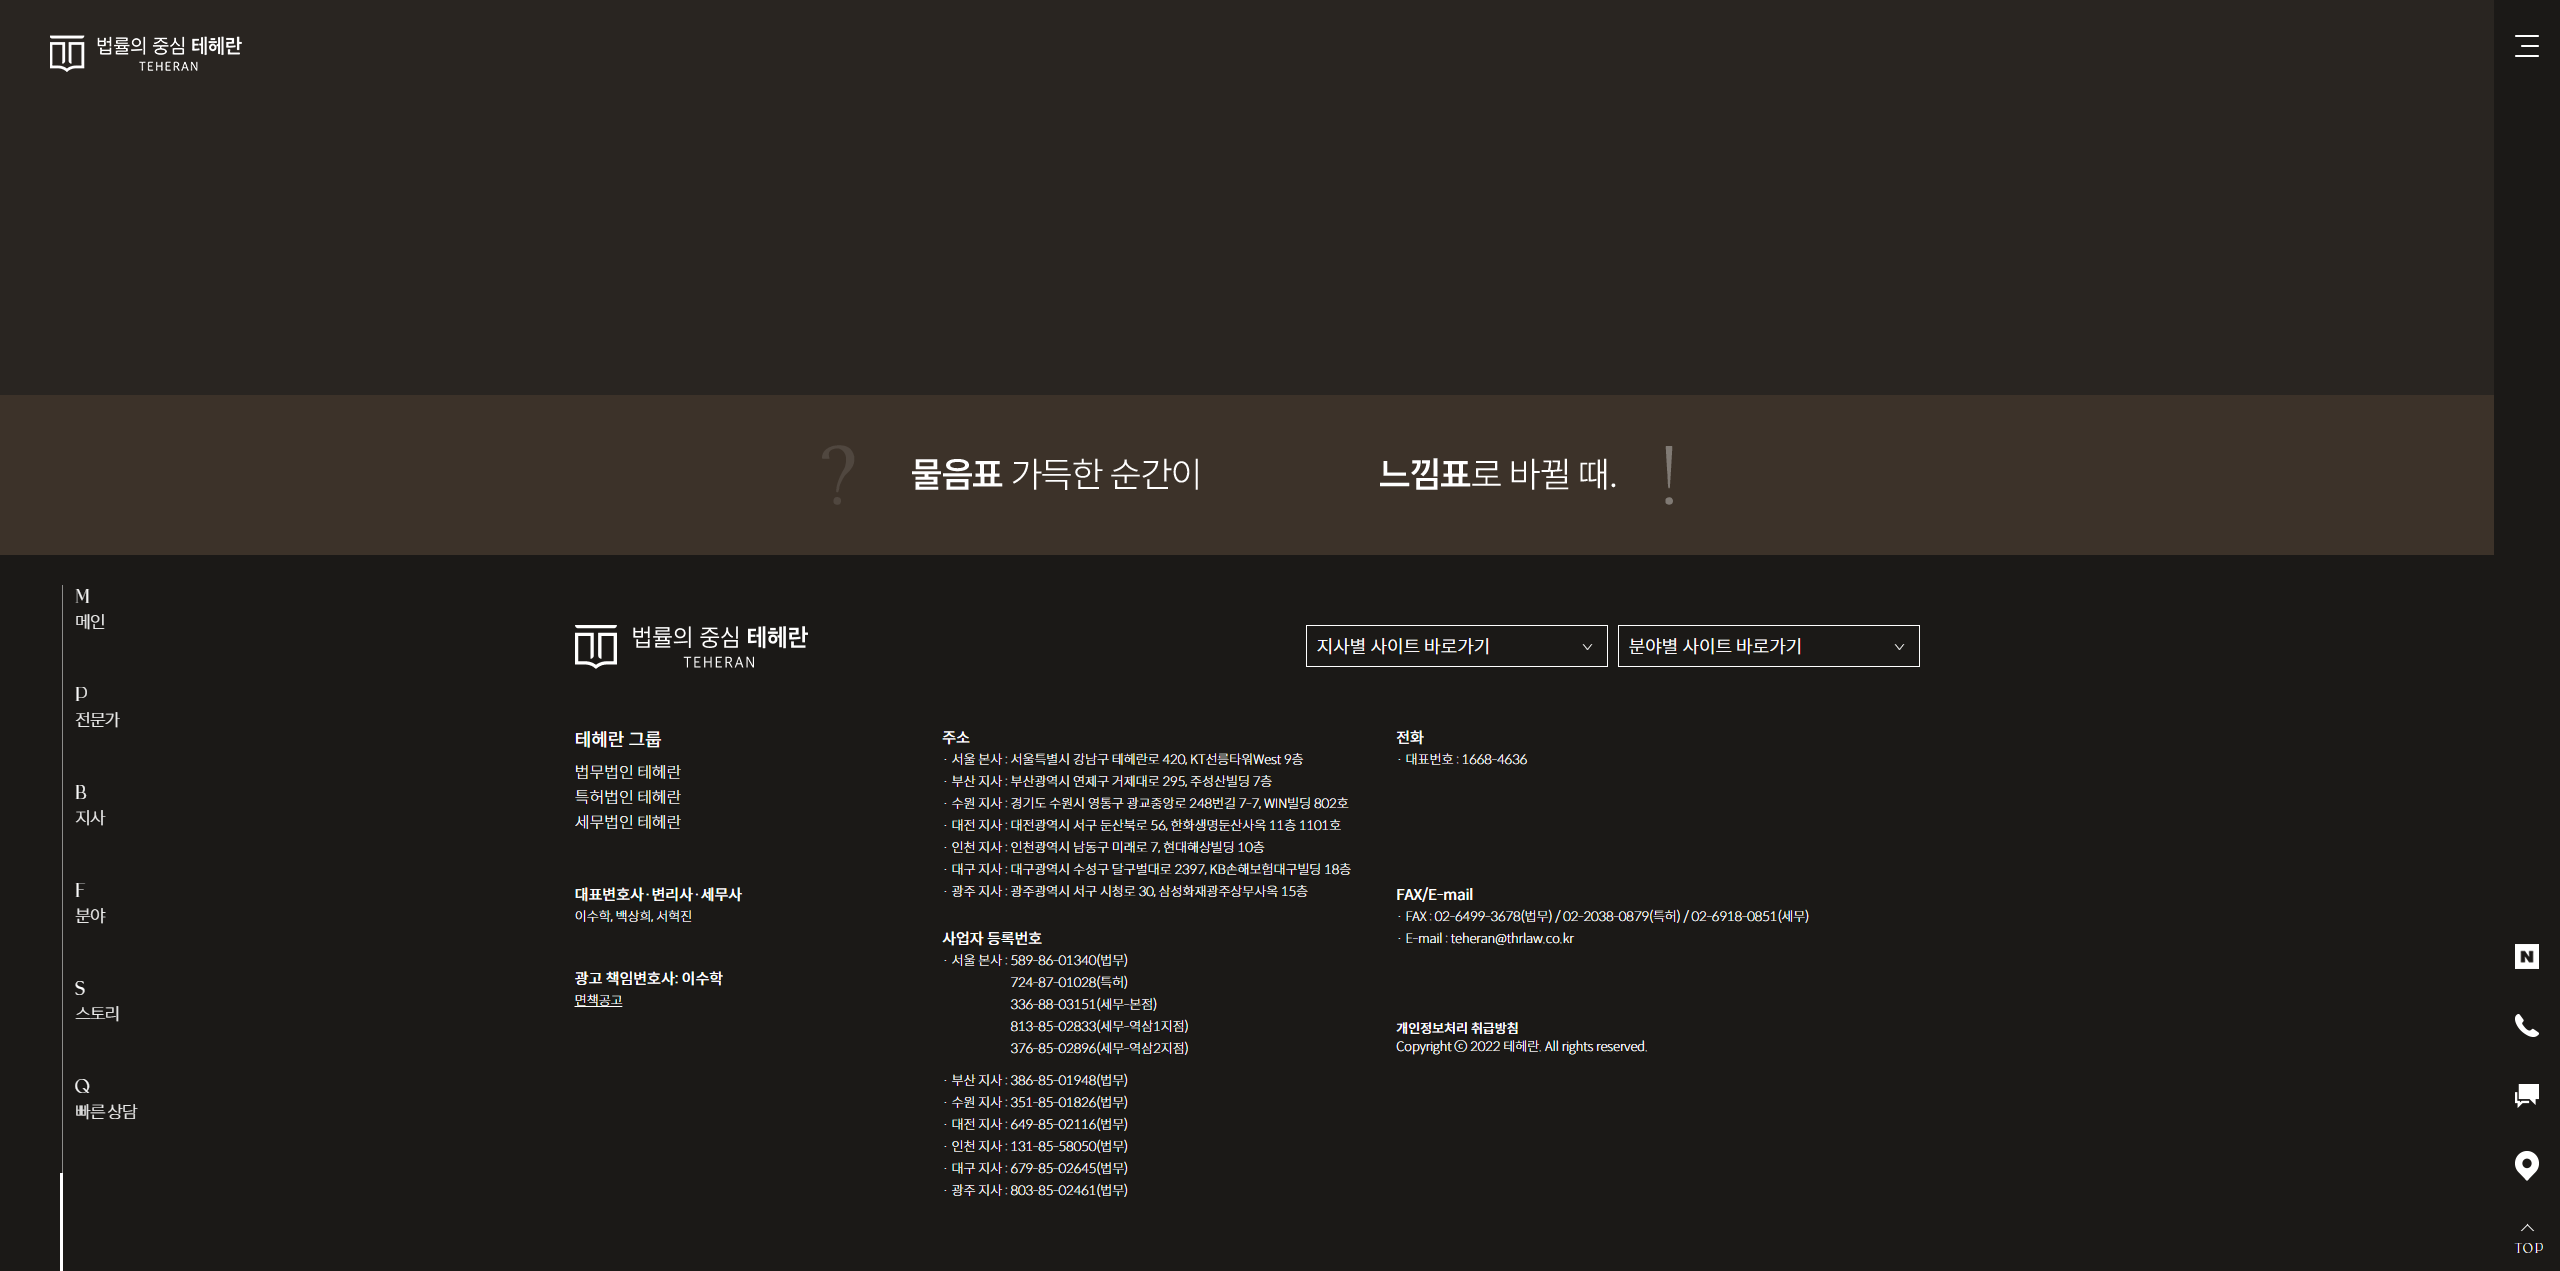 법률의 중심 테헤란
TEHERAN
? 물음표 가득한 순간이 느낌표로 바뀔 때. !
M
메인
P
전문가
B
지사
F
분야
S
스토리
Q
빠른 상담
법률의 중심 테헤란
TEHERAN
지사별 사이트 바로가기
분야별 사이트 바로가기
테헤란 그룹
법무법인 테헤란
특허법인 테헤란
세무법인 테헤란
대표변호사·변리사·세무사
이수학, 백상희, 서혁진
광고 책임변호사: 이수학
면책공고
주소
· 서울 본사 : 서울특별시 강남구 테헤란로 420, KT선릉타워West 9층
· 부산 지사 : 부산광역시 연제구 거제대로 295, 주성산빌딩 7층
· 수원 지사 : 경기도 수원시 영통구 광교중앙로 248번길 7-7, WIN빌딩 802호
· 대전 지사 : 대전광역시 서구 둔산북로 56, 한화생명둔산사옥 11층 1101호
· 인천 지사 : 인천광역시 남동구 미래로 7, 현대해상빌딩 10층
· 대구 지사 : 대구광역시 수성구 달구벌대로 2397, KB손해보험대구빌딩 18층
· 광주 지사 : 광주광역시 서구 시청로 30, 삼성화재광주상무사옥 15층
사업자 등록번호
· 서울 본사 : 589-86-01340(법무)
724-87-01028(특허)
336-88-03151(세무-본점)
813-85-02833(세무-역삼1지점)
376-85-02896(세무-역삼2지점)
· 부산 지사 : 386-85-01948(법무)
· 수원 지사 : 351-85-01826(법무)
· 대전 지사 : 649-85-02116(법무)
· 인천 지사 : 131-85-58050(법무)
· 대구 지사 : 679-85-02645(법무)
· 광주 지사 : 803-85-02461(법무)
전화
· 대표번호 : 1668-4636
FAX/E-mail
· FAX : 02-6499-3678(법무) / 02-2038-0879(특허) / 02-6918-0851(세무)
· E-mail : teheran@thrlaw.co.kr
개인정보처리 취급방침
Copyright ⓒ 2022 테헤란. All rights reserved.
N
TOP